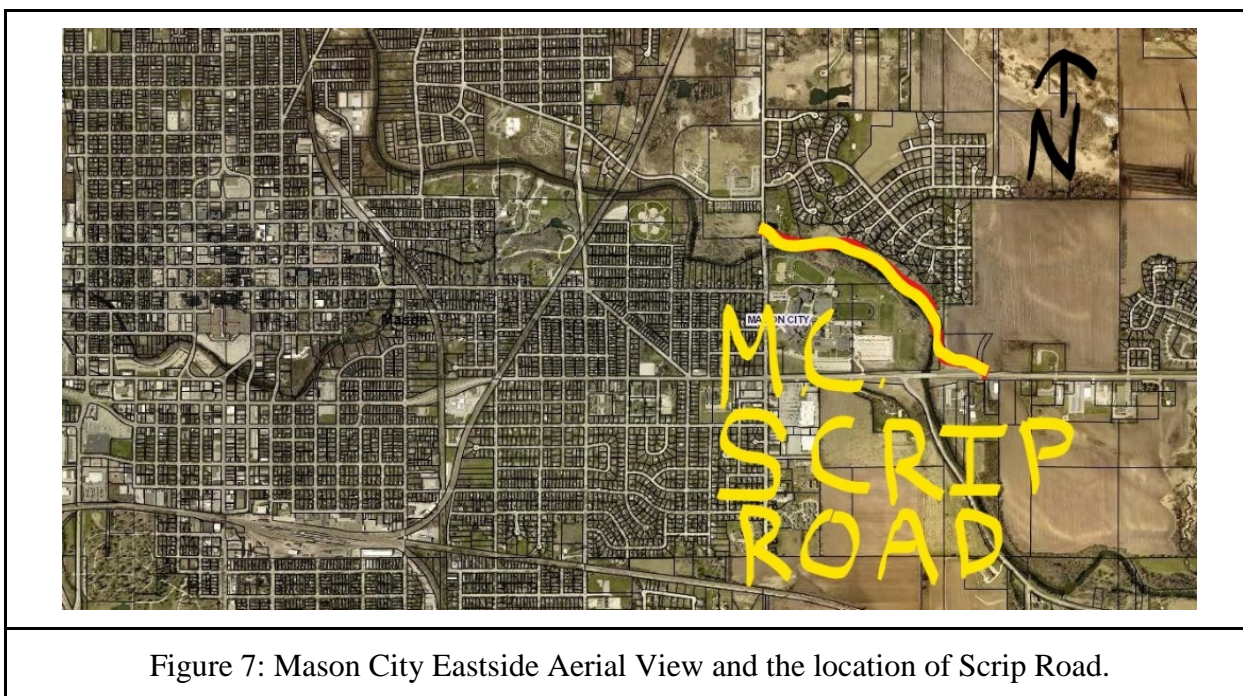 N
Mason
MASON CITY
M.C.
SCRIP
ROAD
Figure 7: Mason City Eastside Aerial View and the location of Scrip Road.